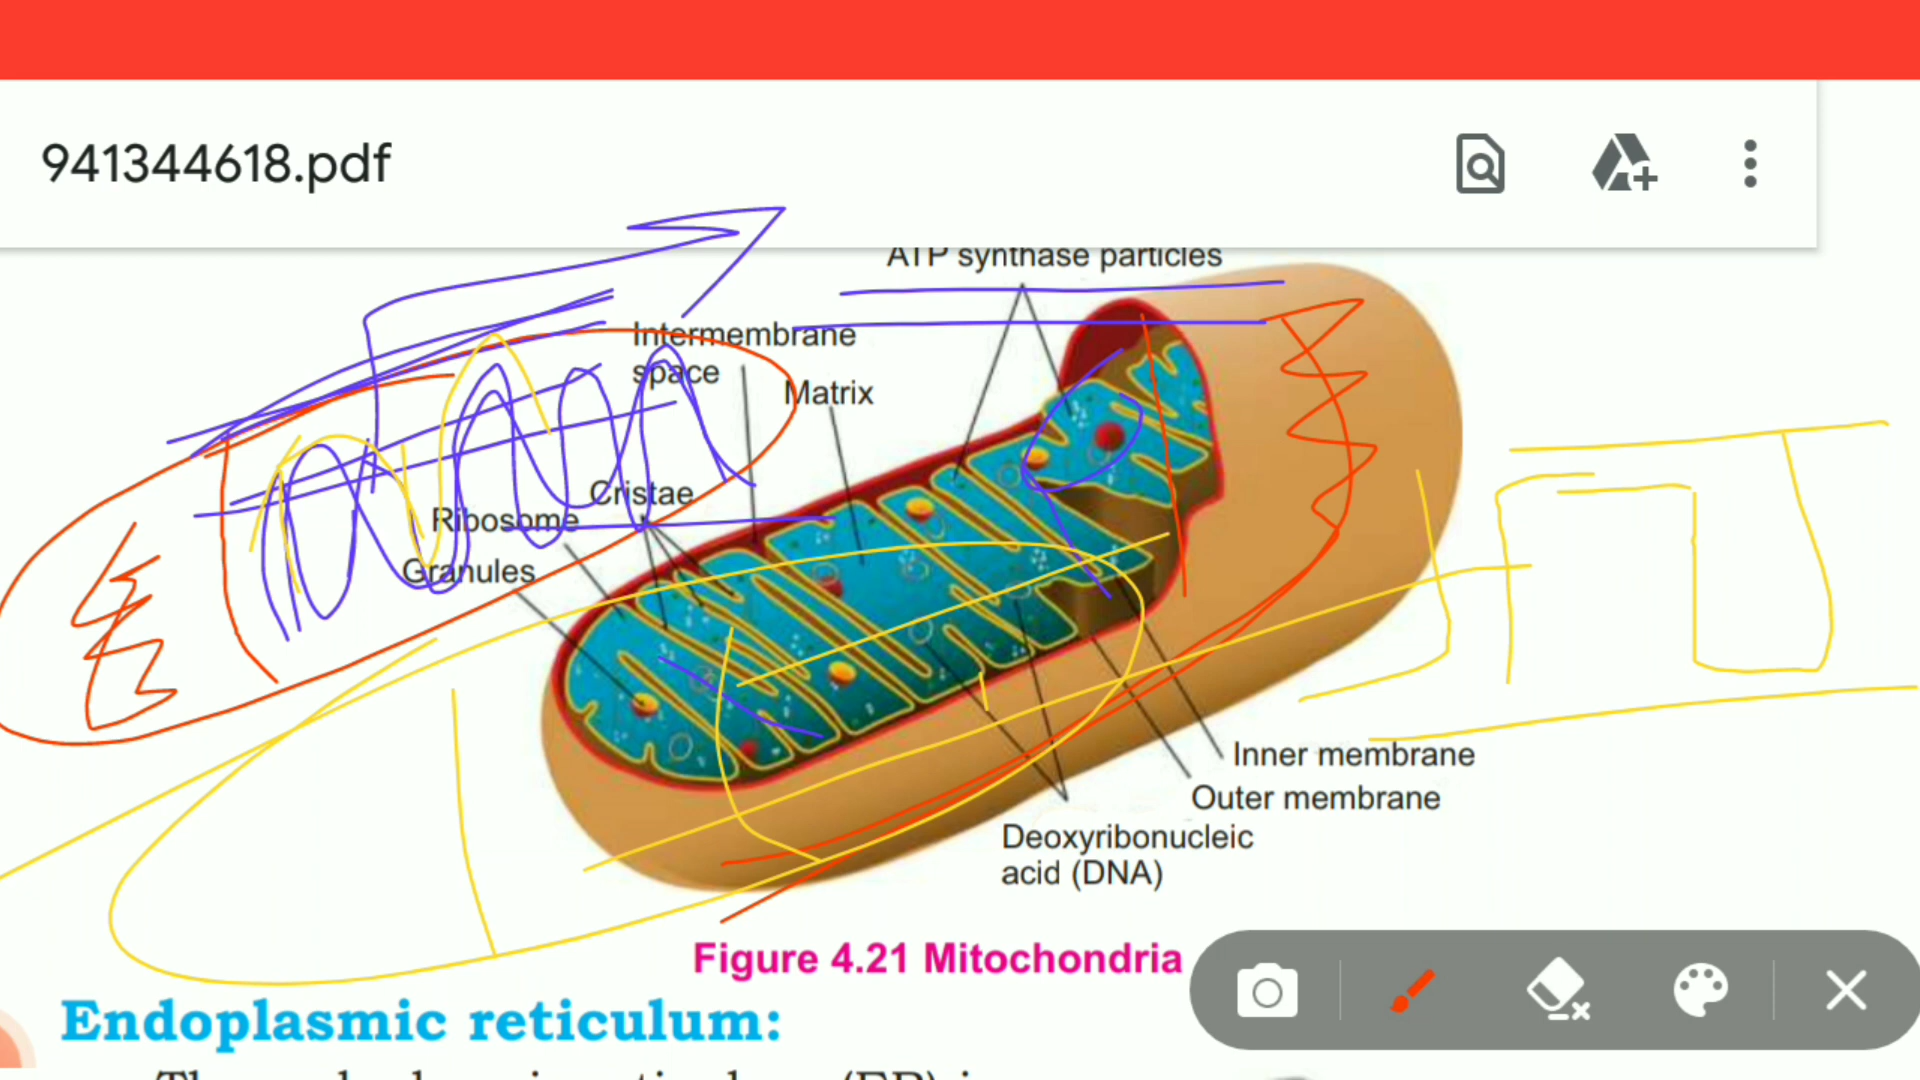 941344618.pdf
ATP synthase particles
Intermembrane
space
Matrix
Cristae
Ribosome
Granules
Inner membrane
Outer membrane
Deoxyribonucleic
acid (DNA)
Figure 4.21 Mitochondria
Endoplasmic reticulum: